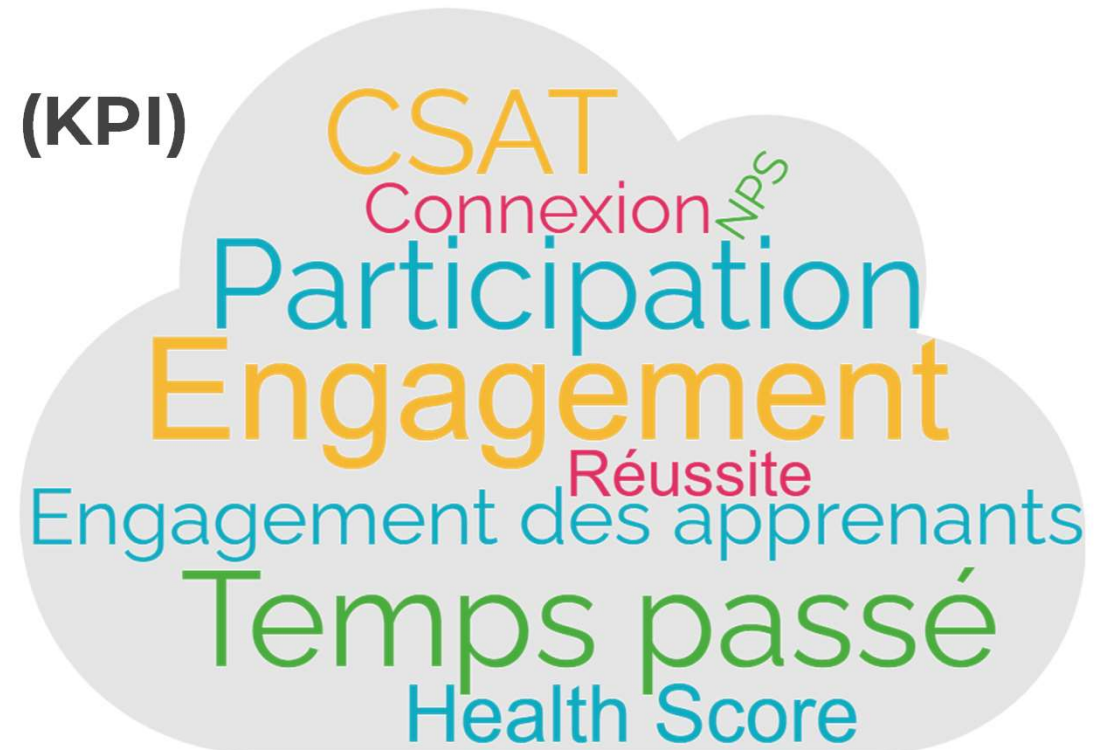 (KPI)
CSAT
Connexion
NPS
Participation
Engagement
Réussite
Engagement des apprenants
Temps passé
Health Score